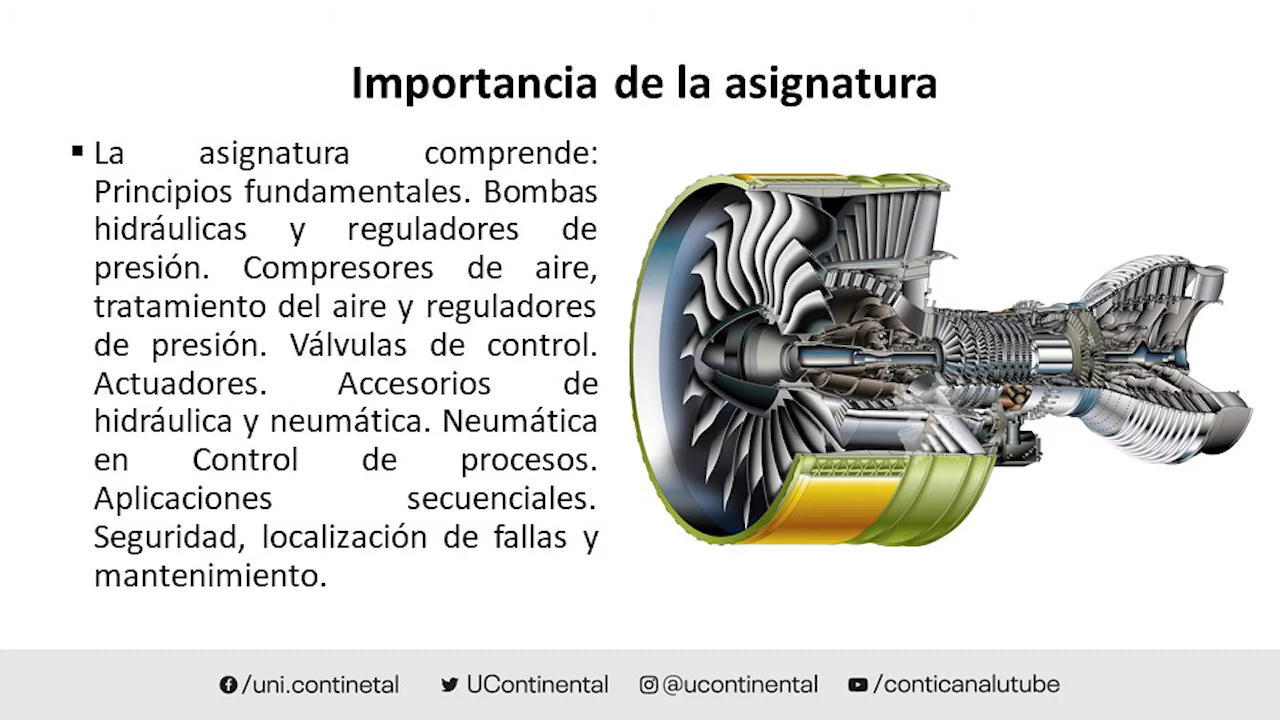 Importancia de la asignatura
▪ La asignatura comprende:
Principios fundamentales. Bombas
hidráulicas y reguladores de
presión. Compresores de aire,
tratamiento del aire y reguladores
de presión. Válvulas de control.
Actuadores. Accesorios de
hidráulica y neumática. Neumática
en Control de procesos.
Aplicaciones secuenciales.
Seguridad, localización de fallas y
mantenimiento.
/uni.continetal UContinental @ucontinental /conticanalutube